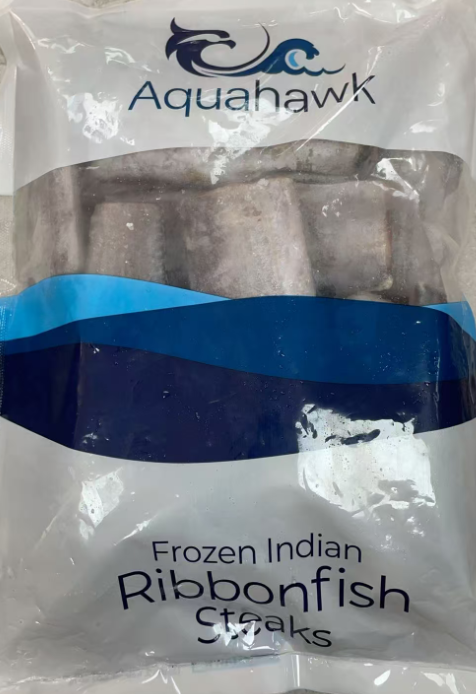 Aquahawk
Frozen Indian
Ribbonfish
Steaks